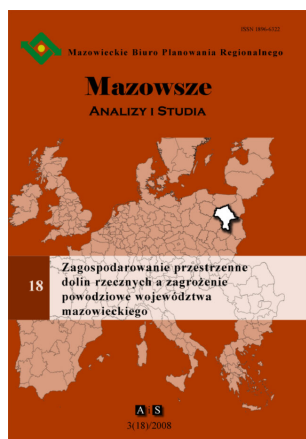 ISSN 1896-6322
Mazowieckie Biuro Planowania Regionalnego
Mazowsze
ANALIZY I STUDIA
18
Zagospodarowanie przestrzenne
dolin rzecznych a zagrożenie
powodziowe województwa
mazowieckiego
A i S
3(18)/2008